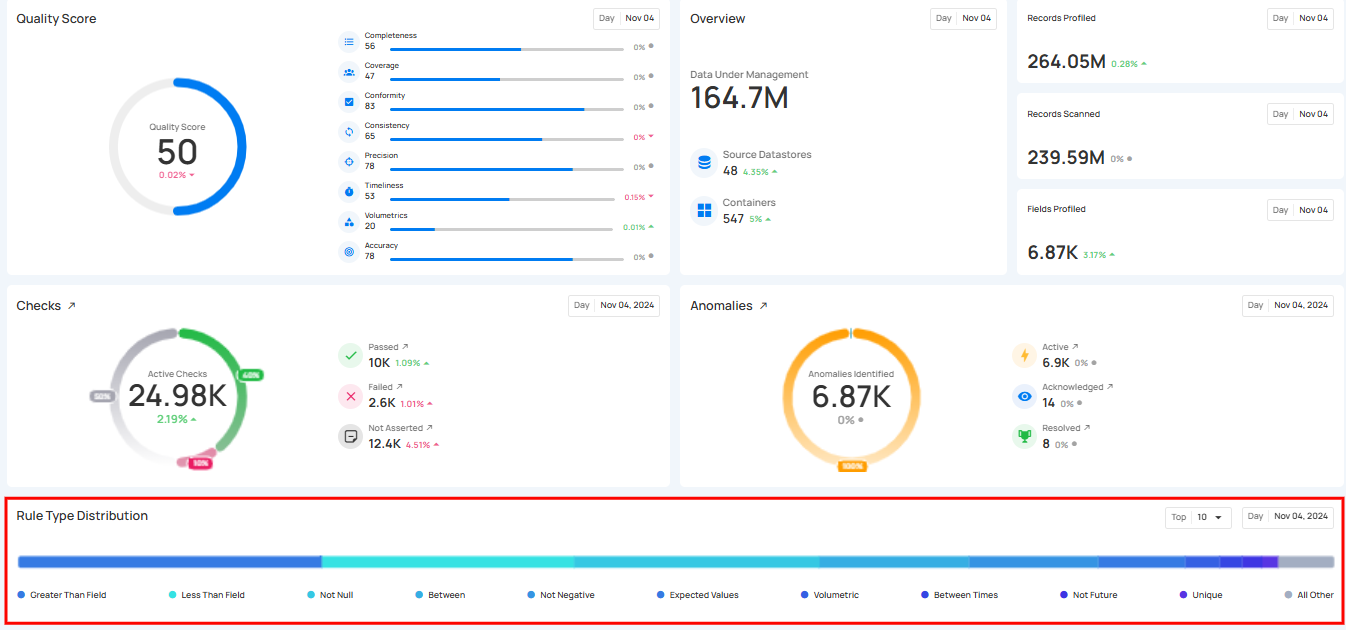 Quality Score
Day Nov 04
Quality Score
50
0.02%
Completeness
56
0%
Coverage
47
0%
Conformity
83
0%
Consistency
65
0%
Precision
78
0%
Timeliness
53
0.15%
Volumetrics
20
0.01%
Accuracy
78
0%
Overview
Day Nov 04
Data Under Management
164.7M
Source Datastores
48 4.35%
Containers
547 5%
Records Profiled
Day Nov 04
264.05M 0.28%
Records Scanned
Day Nov 04
239.59M 0%
Fields Profiled
Day Nov 04
6.87K 3.17%
Checks
Day Nov 04, 2024
Active Checks
24.98K
2.19%
40%
50%
10%
Passed
10K 1.09%
Failed
2.6K 1.01%
Not Asserted
12.4K 4.51%
Anomalies
Day Nov 04, 2024
Anomalies Identified
6.87K
0%
100%
Active
6.9K 0%
Acknowledged
14 0%
Resolved
8 0%
Rule Type Distribution
Top 10
Day Nov 04, 2024
Greater Than Field Less Than Field Not Null Between Not Negative Expected Values Volumetric Between Times Not Future Unique All Other